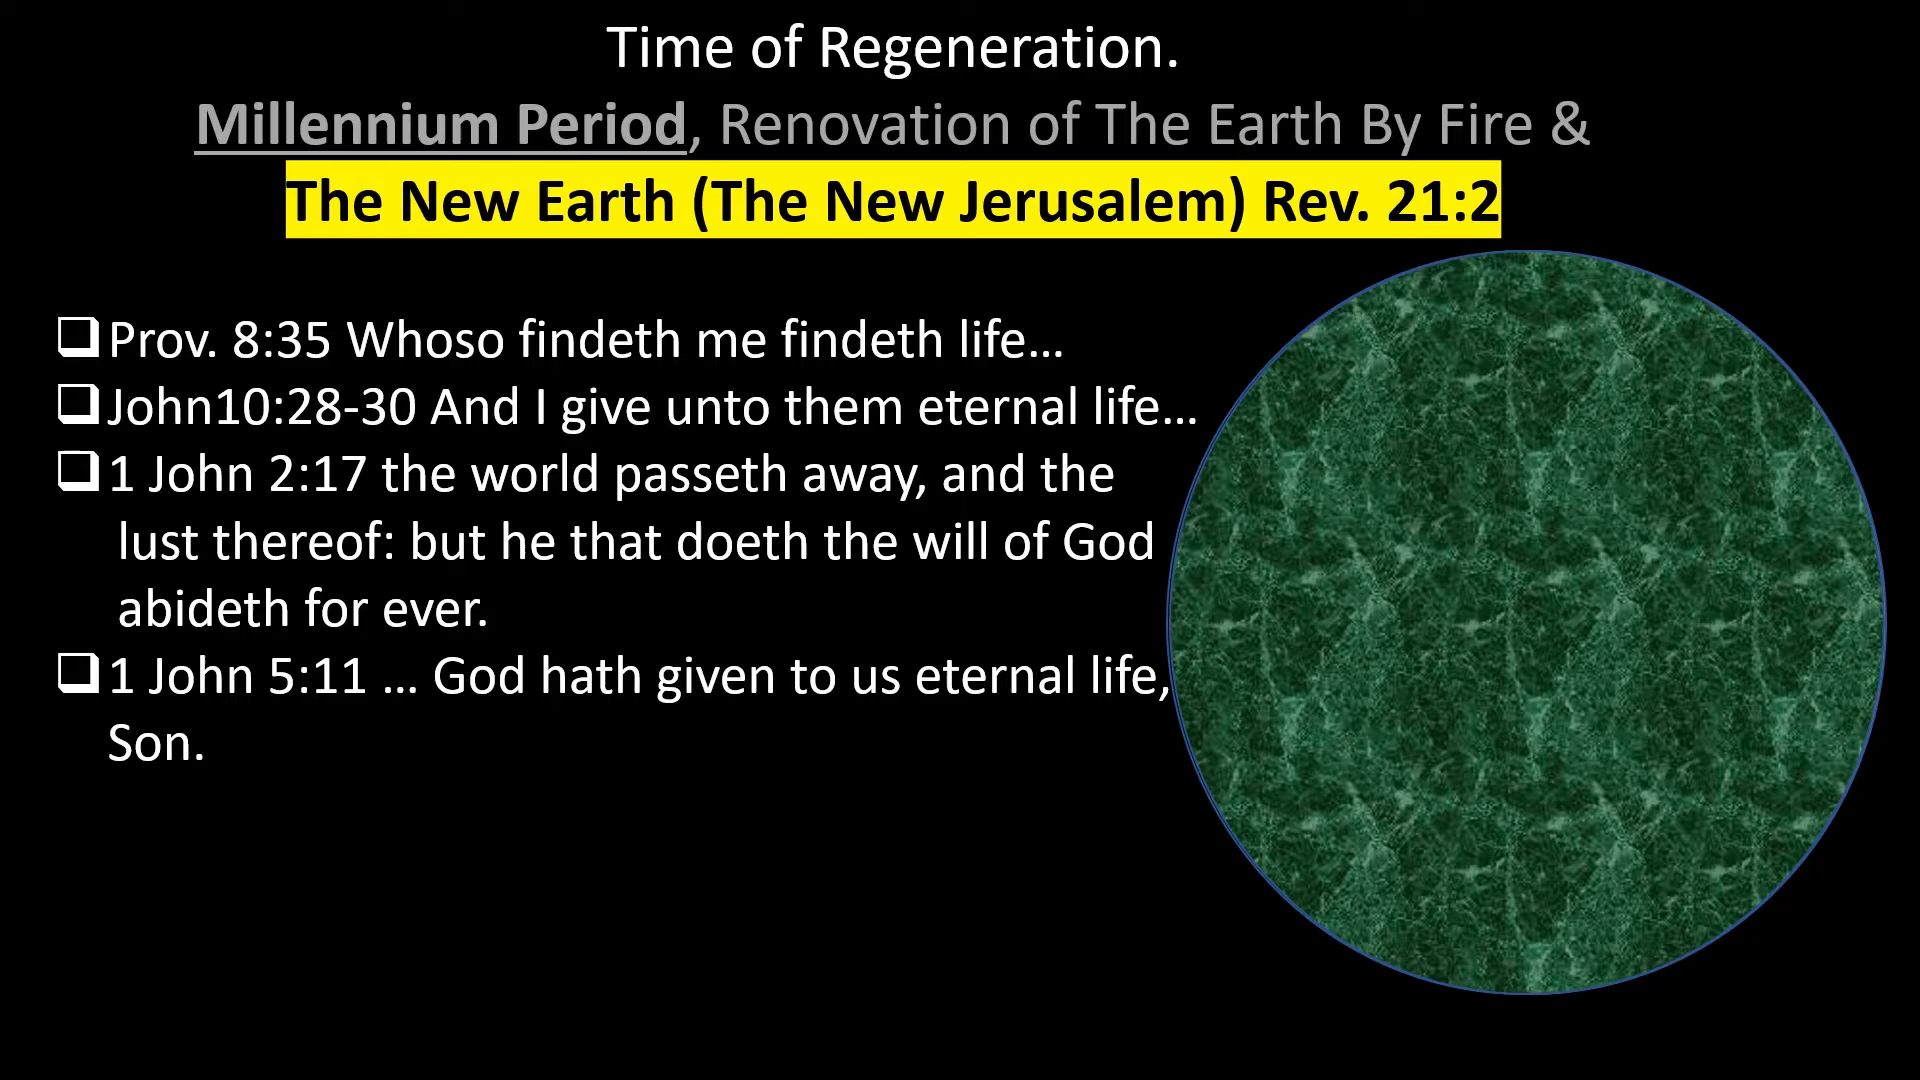 Time of Regeneration.
Millennium Period, Renovation of The Earth By Fire &
The New Earth (The New Jerusalem) Rev. 21:2
Prov. 8:35 Whoso findeth me findeth life...
John10:28-30 And I give unto them eternal life...
1 John 2:17 the world passeth away, and the
lust thereof: but he that doeth the will of God
abideth for ever.
1 John 5:11 ... God hath given to us eternal life,
Son.